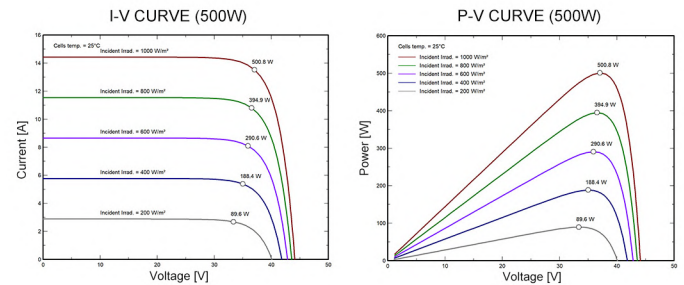 I-V CURVE (500W)
16
14
12
10
8
6
4
2
0
Current [A]
Cells temp. = 25°C
Incident Irrad. = 1000 W/m²
500.8 W
Incident Irrad. = 800 W/m²
394.9 W
Incident Irrad. = 600 W/m²
290.6 W
Incident Irrad. = 400 W/m²
188.4 W
Incident Irrad. = 200 W/m²
89.6 W
0 10 20 30 40 50
Voltage [V]
P-V CURVE (500W)
600
500
400
300
200
100
0
Power [W]
Cells temp. = 25°C
Incident Irrad. = 1000 W/m²
Incident Irrad. = 800 W/m²
Incident Irrad. = 600 W/m²
Incident Irrad. = 400 W/m²
Incident Irrad. = 200 W/m²
500.8 W
394.9 W
290.6 W
188.4 W
89.6 W
0 10 20 30 40 50
Voltage [V]